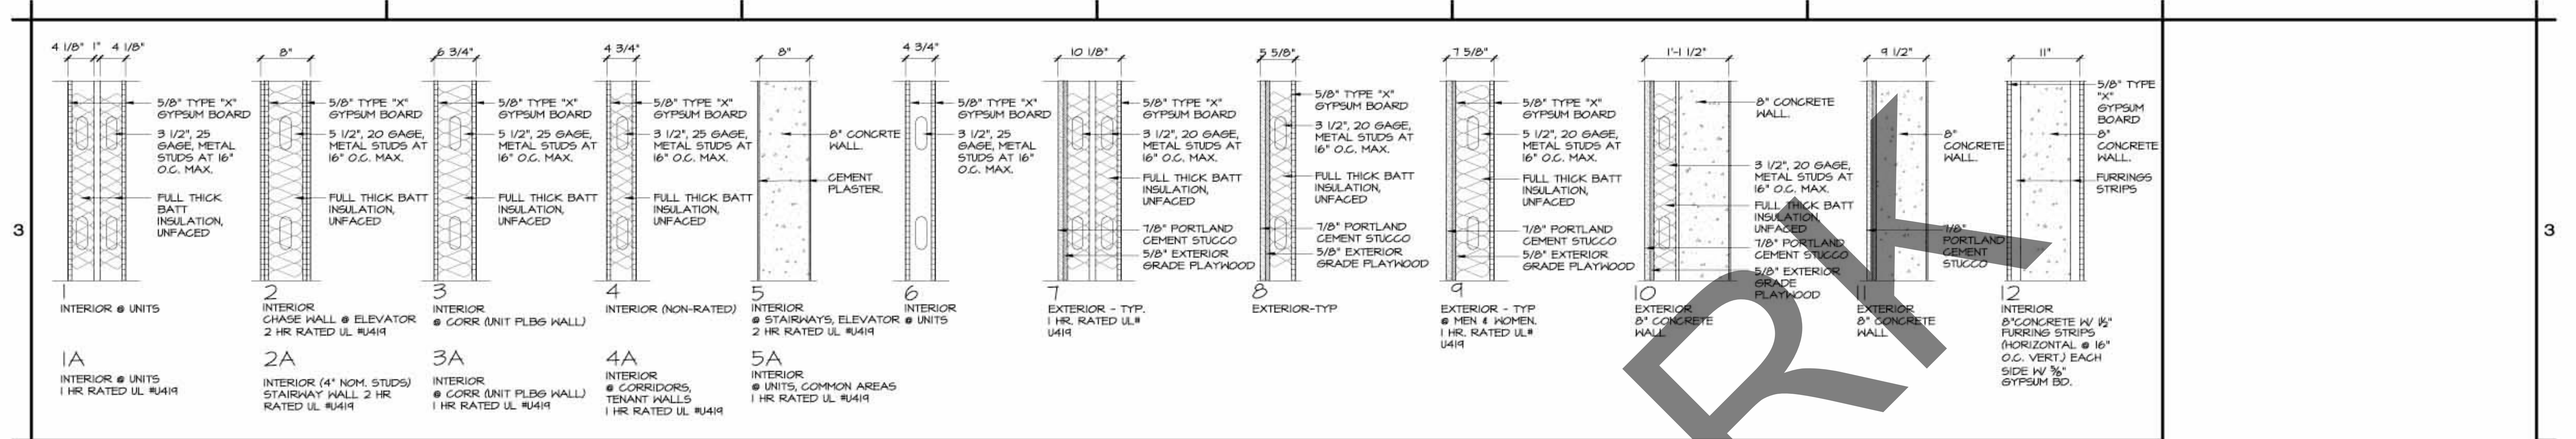 4 1/8" 1" 4 1/8"
5/8" TYPE "X"
GYPSUM BOARD
3 1/2", 25
GAGE, METAL
STUDS AT 16"
O.C. MAX.
FULL THICK
BATT
INSULATION,
UNFACED
1
INTERIOR @ UNITS
1A
INTERIOR @ UNITS
1 HR RATED UL #U419
8"
5/8" TYPE "X"
GYPSUM BOARD
5 1/2", 20 GAGE,
METAL STUDS AT
16" O.C. MAX.
FULL THICK BATT
INSULATION,
UNFACED
2
INTERIOR
CHASE WALL @ ELEVATOR
2 HR RATED UL #U419
2A
INTERIOR (4" NOM. STUDS)
STAIRWAY WALL 2 HR
RATED UL #U419
6 3/4"
5/8" TYPE "X"
GYPSUM BOARD
5 1/2", 25 GAGE,
METAL STUDS AT
16" O.C. MAX.
FULL THICK BATT
INSULATION,
UNFACED
3
INTERIOR
@ CORR (UNIT PLBG WALL)
3A
INTERIOR
@ CORR (UNIT PLBG WALL)
1 HR RATED UL #U419
4 3/4"
5/8" TYPE "X"
GYPSUM BOARD
3 1/2", 25 GAGE,
METAL STUDS AT
16" O.C. MAX.
FULL THICK BATT
INSULATION,
UNFACED
4
INTERIOR (NON-RATED)
4A
INTERIOR
@ CORRIDORS,
TENANT WALLS
1 HR RATED UL #U419
8"
8" CONCRTE
WALL.
CEMENT
PLASTER.
5
INTERIOR
@ STAIRWAYS, ELEVATOR
2 HR RATED UL #U419
5A
INTERIOR
@ UNITS, COMMON AREAS
1 HR RATED UL #U419
4 3/4"
5/8" TYPE "X"
GYPSUM BOARD
3 1/2", 25
GAGE, METAL
STUDS AT 16"
O.C. MAX.
6
INTERIOR
@ UNITS
10 1/8"
5/8" TYPE "X"
GYPSUM BOARD
3 1/2", 20 GAGE,
METAL STUDS AT
16" O.C. MAX.
FULL THICK BATT
INSULATION,
UNFACED
7/8" PORTLAND
CEMENT STUCCO
5/8" EXTERIOR
GRADE PLAYWOOD
7
EXTERIOR - TYP.
1 HR. RATED UL#
U419
5 5/8"
5/8" TYPE "X"
GYPSUM BOARD
3 1/2", 20 GAGE,
METAL STUDS AT
16" O.C. MAX.
FULL THICK BATT
INSULATION,
UNFACED
7/8" PORTLAND
CEMENT STUCCO
5/8" EXTERIOR
GRADE PLAYWOOD
8
EXTERIOR-TYP
7 5/8"
5/8" TYPE "X"
GYPSUM BOARD
5 1/2", 20 GAGE,
METAL STUDS AT
16" O.C. MAX.
FULL THICK BATT
INSULATION,
UNFACED
7/8" PORTLAND
CEMENT STUCCO
5/8" EXTERIOR
GRADE PLAYWOOD
9
EXTERIOR - TYP
@ MEN & WOMEN.
1 HR. RATED UL#
U419
1'-1 1/2"
8" CONCRETE
WALL.
3 1/2", 20 GAGE,
METAL STUDS AT
16" O.C. MAX.
FULL THICK BATT
INSULATION,
UNFACED
7/8" PORTLAND
CEMENT STUCCO
5/8" EXTERIOR
GRADE
PLAYWOOD
10
EXTERIOR
8" CONCRETE
WALL
9 1/2"
8"
CONCRETE
WALL.
7/8"
PORTLAND
CEMENT
STUCCO
11
EXTERIOR
8" CONCRETE
WALL
11"
5/8" TYPE
"X"
GYPSUM
BOARD
8"
CONCRETE
WALL.
FURRINGS
STRIPS
12
INTERIOR
8"CONCRETE W/ 1½"
FURRING STRIPS
(HORIZONTAL @ 16"
O.C. VERT.) EACH
SIDE W/ ⅝"
GYPSUM BD.
3
3
RK